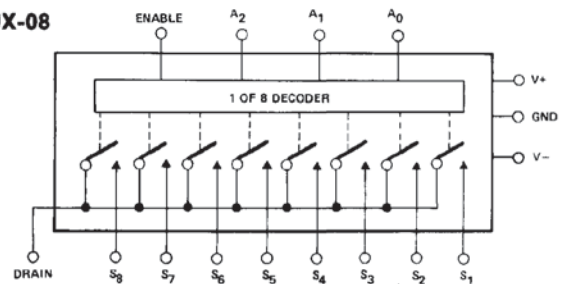 UX-08
ENABLE A2 A1 A0
1 OF 8 DECODER
V+
GND
V−
DRAIN S8 S7 S6 S5 S4 S3 S2 S1